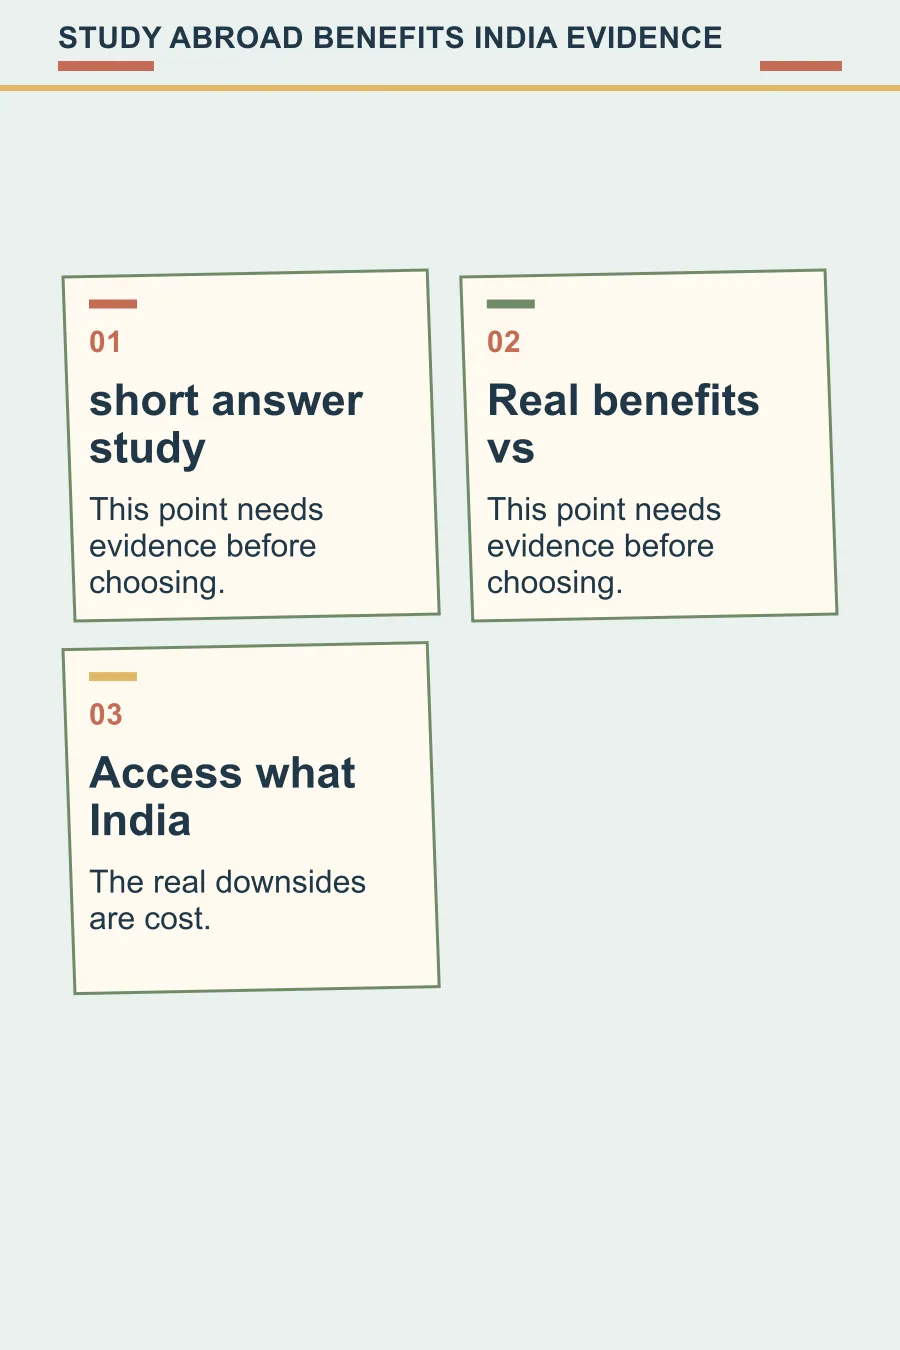 STUDY ABROAD BENEFITS INDIA EVIDENCE
01
short answer
study
This point needs
evidence before
choosing.
02
Real benefits
vs
This point needs
evidence before
choosing.
03
Access what
India
The real downsides
are cost.